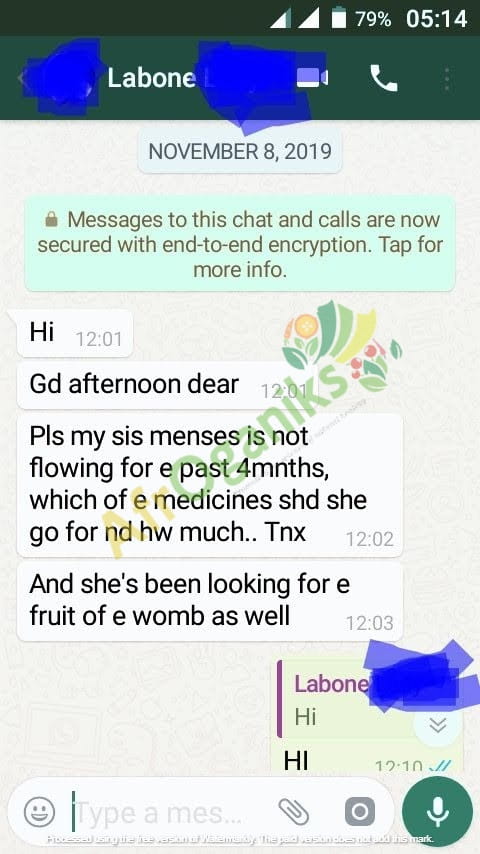 79% 05:14
Labone
NOVEMBER 8, 2019
Messages to this chat and calls are now
secured with end-to-end encryption. Tap for
more info.
Hi 12:01
Gd afternoon dear 12:01
Pls my sis menses is not
flowing for e past 4mnths,
which of e medicines shd she
go for nd hw much.. Tnx 12:02
And she's been looking for e
fruit of e womb as well 12:03
Labone
Hi
HI 12:10
AfrOganiks
Type a mes...
Processed using the free version of Watermarkly. The paid version does not add this mark.